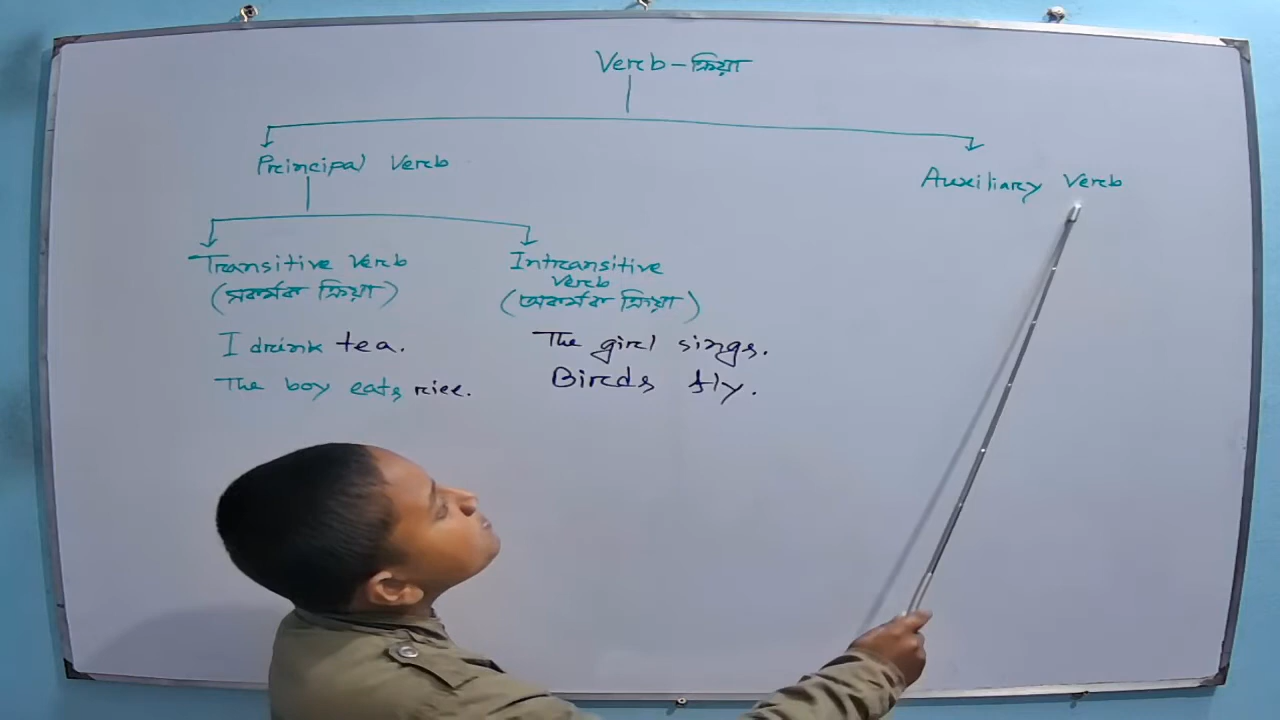 Verb - ক্রিয়া
Principal Verb
Auxiliary Verb
Transitive Verb
(সকর্মক ক্রিয়া)
Intransitive
Verb
(অকর্মক ক্রিয়া)
I drink tea.
The boy eats rice.
The girl sings.
Birds fly.